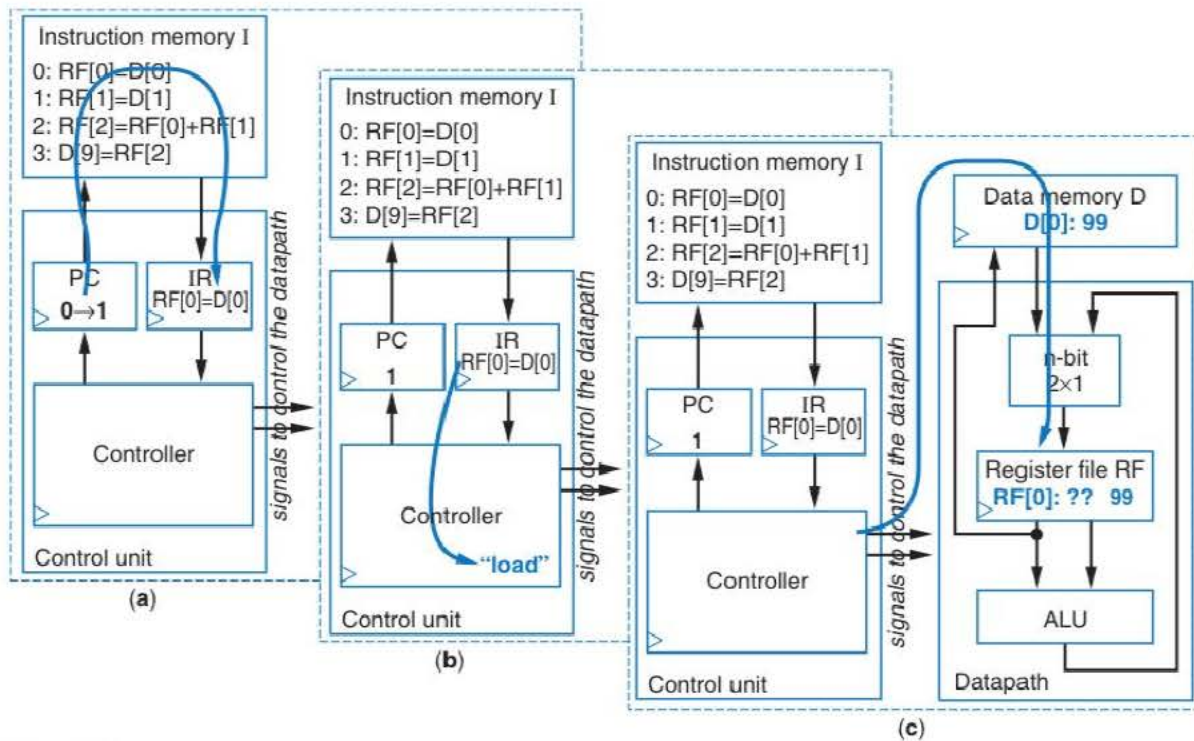 Instruction memory I
0: RF[0]=D[0]
1: RF[1]=D[1]
2: RF[2]=RF[0]+RF[1]
3: D[9]=RF[2]
PC
0→1
IR
RF[0]=D[0]
Controller
Control unit
signals to control the datapath
(a)
Instruction memory I
0: RF[0]=D[0]
1: RF[1]=D[1]
2: RF[2]=RF[0]+RF[1]
3: D[9]=RF[2]
PC
1
IR
RF[0]=D[0]
Controller
“load”
Control unit
signals to control the datapath
(b)
Instruction memory I
0: RF[0]=D[0]
1: RF[1]=D[1]
2: RF[2]=RF[0]+RF[1]
3: D[9]=RF[2]
PC
1
IR
RF[0]=D[0]
Controller
Control unit
signals to control the datapath
Data memory D
D[0]: 99
n-bit
2×1
Register file RF
RF[0]: ?? 99
ALU
Datapath
(c)